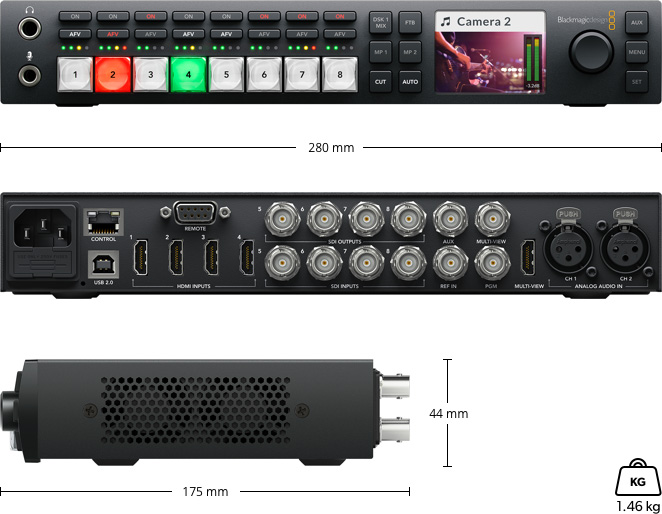 ON ON ON ON ON ON ON ON
AFV AFV AFV AFV AFV AFV AFV AFV
1 2 3 4 5 6 7 8
DSK 1 MIX
FTB
MP 1
MP 2
CUT
AUTO
Camera 2
-3.2dB
Blackmagicdesign
AUX
MENU
SET
280 mm
CONTROL
USB 2.0
REMOTE
1 2 3 4
HDMI INPUTS
5 6 7 8
SDI OUTPUTS
AUX
MULTI-VIEW
5 6 7 8
SDI INPUTS
REF IN
PGM
MULTI-VIEW
PUSH
PUSH
CH 1
CH 2
ANALOG AUDIO IN
44 mm
175 mm
KG
1.46 kg